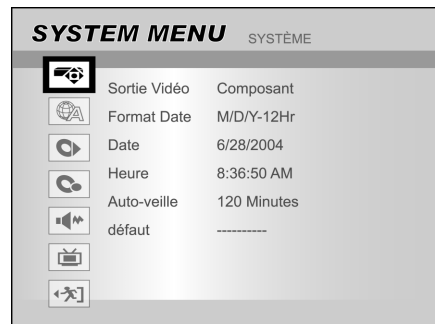 SYSTEM MENU SYSTÈME
Sortie Vidéo Composant
Format Date M/D/Y-12Hr
Date 6/28/2004
Heure 8:36:50 AM
Auto-veille 120 Minutes
défaut ----------